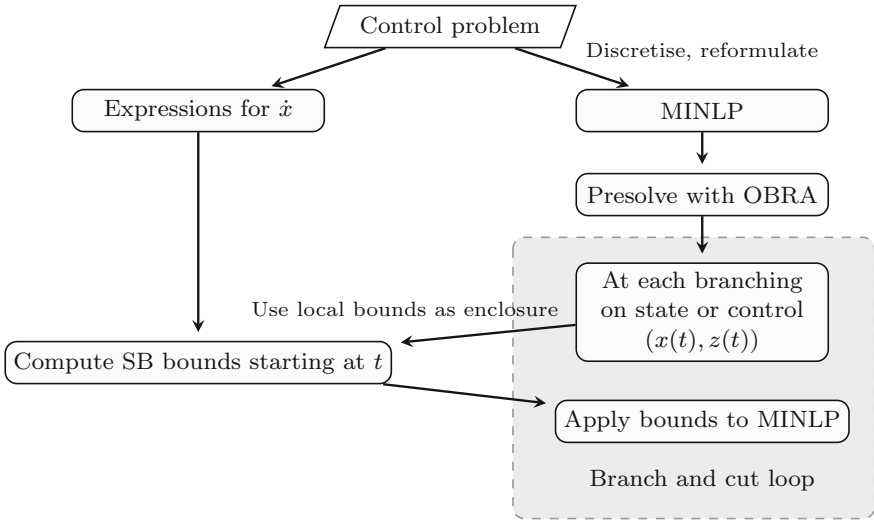 Control problem
Discretise, reformulate
Expressions for ẋ
MINLP
Presolve with OBRA
At each branching
on state or control
(x(t), z(t))
Use local bounds as enclosure
Compute SB bounds starting at t
Apply bounds to MINLP
Branch and cut loop